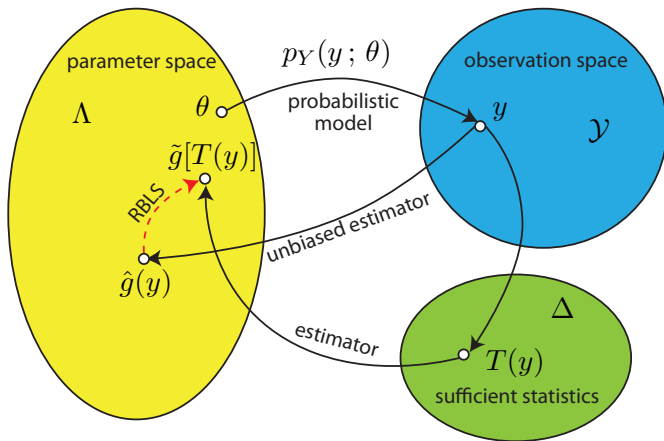 parameter space
Λ
θ
g̃[T(y)]
RBLS
ĝ(y)
p_Y(y ; θ)
probabilistic
model
unbiased estimator
estimator
observation space
y
𝒴
Δ
T(y)
sufficient statistics